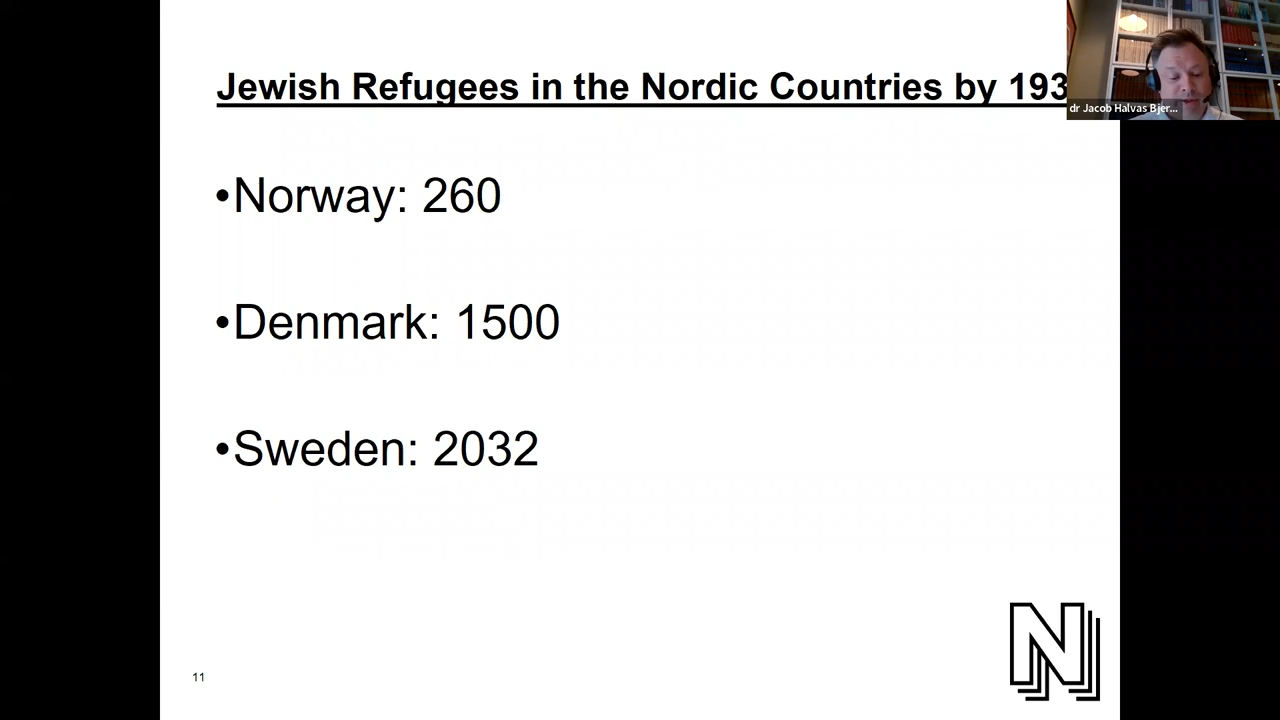 Jewish Refugees in the Nordic Countries by 193
dr Jacob Halvas Bjer...
•Norway: 260
•Denmark: 1500
•Sweden: 2032
11
N